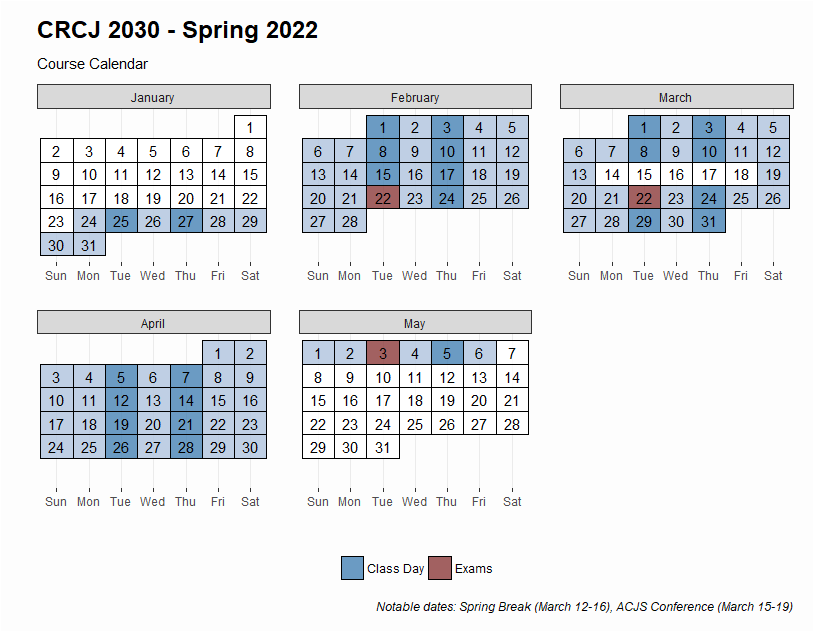 CRCJ 2030 - Spring 2022
Course Calendar
January February March
1
2 3 4 5 6 7 8
9 10 11 12 13 14 15
16 17 18 19 20 21 22
23 24 25 26 27 28 29
30 31
Sun Mon Tue Wed Thu Fri Sat
1 2 3 4 5
6 7 8 9 10 11 12
13 14 15 16 17 18 19
20 21 22 23 24 25 26
27 28
Sun Mon Tue Wed Thu Fri Sat
1 2 3 4 5
6 7 8 9 10 11 12
13 14 15 16 17 18 19
20 21 22 23 24 25 26
27 28 29 30 31
Sun Mon Tue Wed Thu Fri Sat
April May
1 2
3 4 5 6 7 8 9
10 11 12 13 14 15 16
17 18 19 20 21 22 23
24 25 26 27 28 29 30
Sun Mon Tue Wed Thu Fri Sat
1 2 3 4 5 6 7
8 9 10 11 12 13 14
15 16 17 18 19 20 21
22 23 24 25 26 27 28
29 30 31
Sun Mon Tue Wed Thu Fri Sat
Class Day Exams
Notable dates: Spring Break (March 12-16), ACJS Conference (March 15-19)